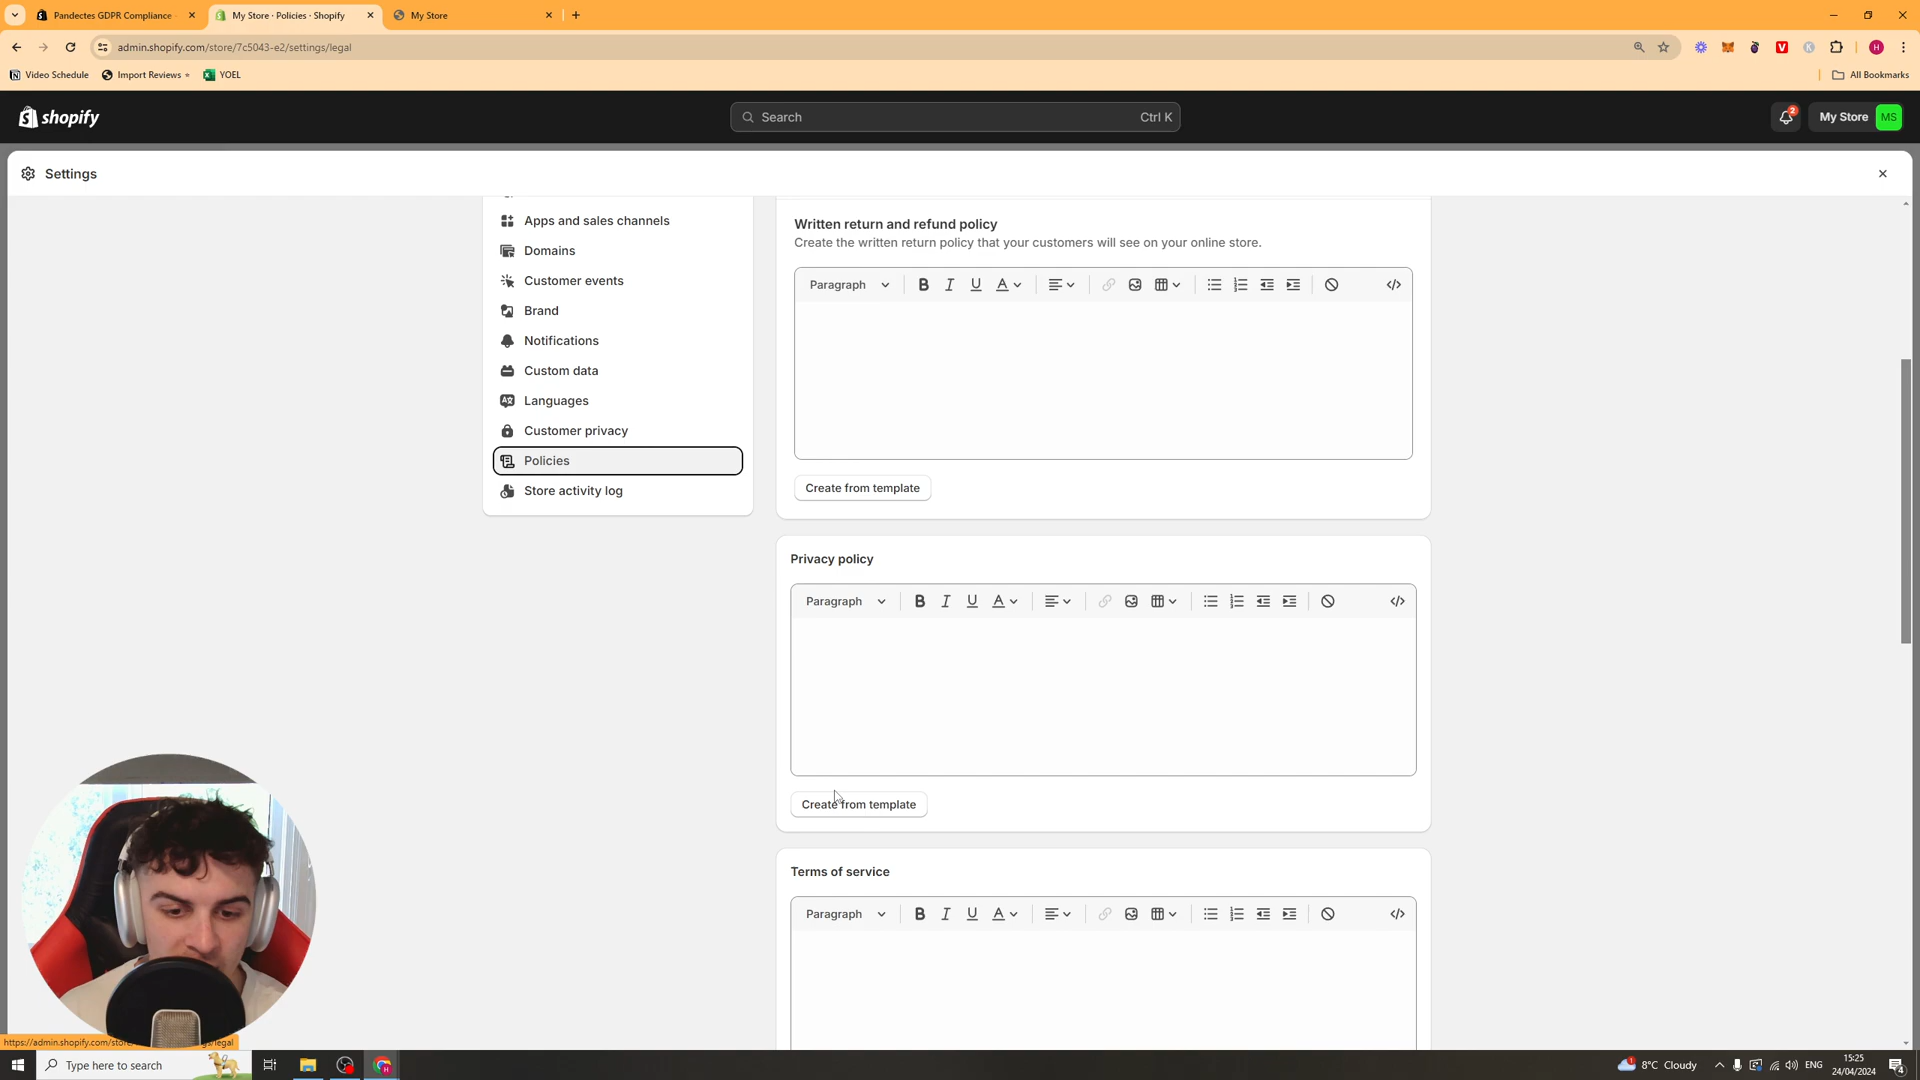 Pandectes GDPR Compliance
My Store · Policies · Shopify
My Store
admin.shopify.com/store/7c5043-e2/settings/legal
Video Schedule
Import Reviews
YOEL
All Bookmarks
shopify
Search
Ctrl K
2
My Store
MS
Settings
Apps and sales channels
Domains
Customer events
Brand
Notifications
Custom data
Languages
Customer privacy
Policies
Store activity log
Written return and refund policy
Create the written return policy that your customers will see on your online store.
Paragraph
Create from template
Privacy policy
Paragraph
Create from template
Terms of service
Paragraph
Type here to search
8°C Cloudy
ENG
15:25
24/04/2024